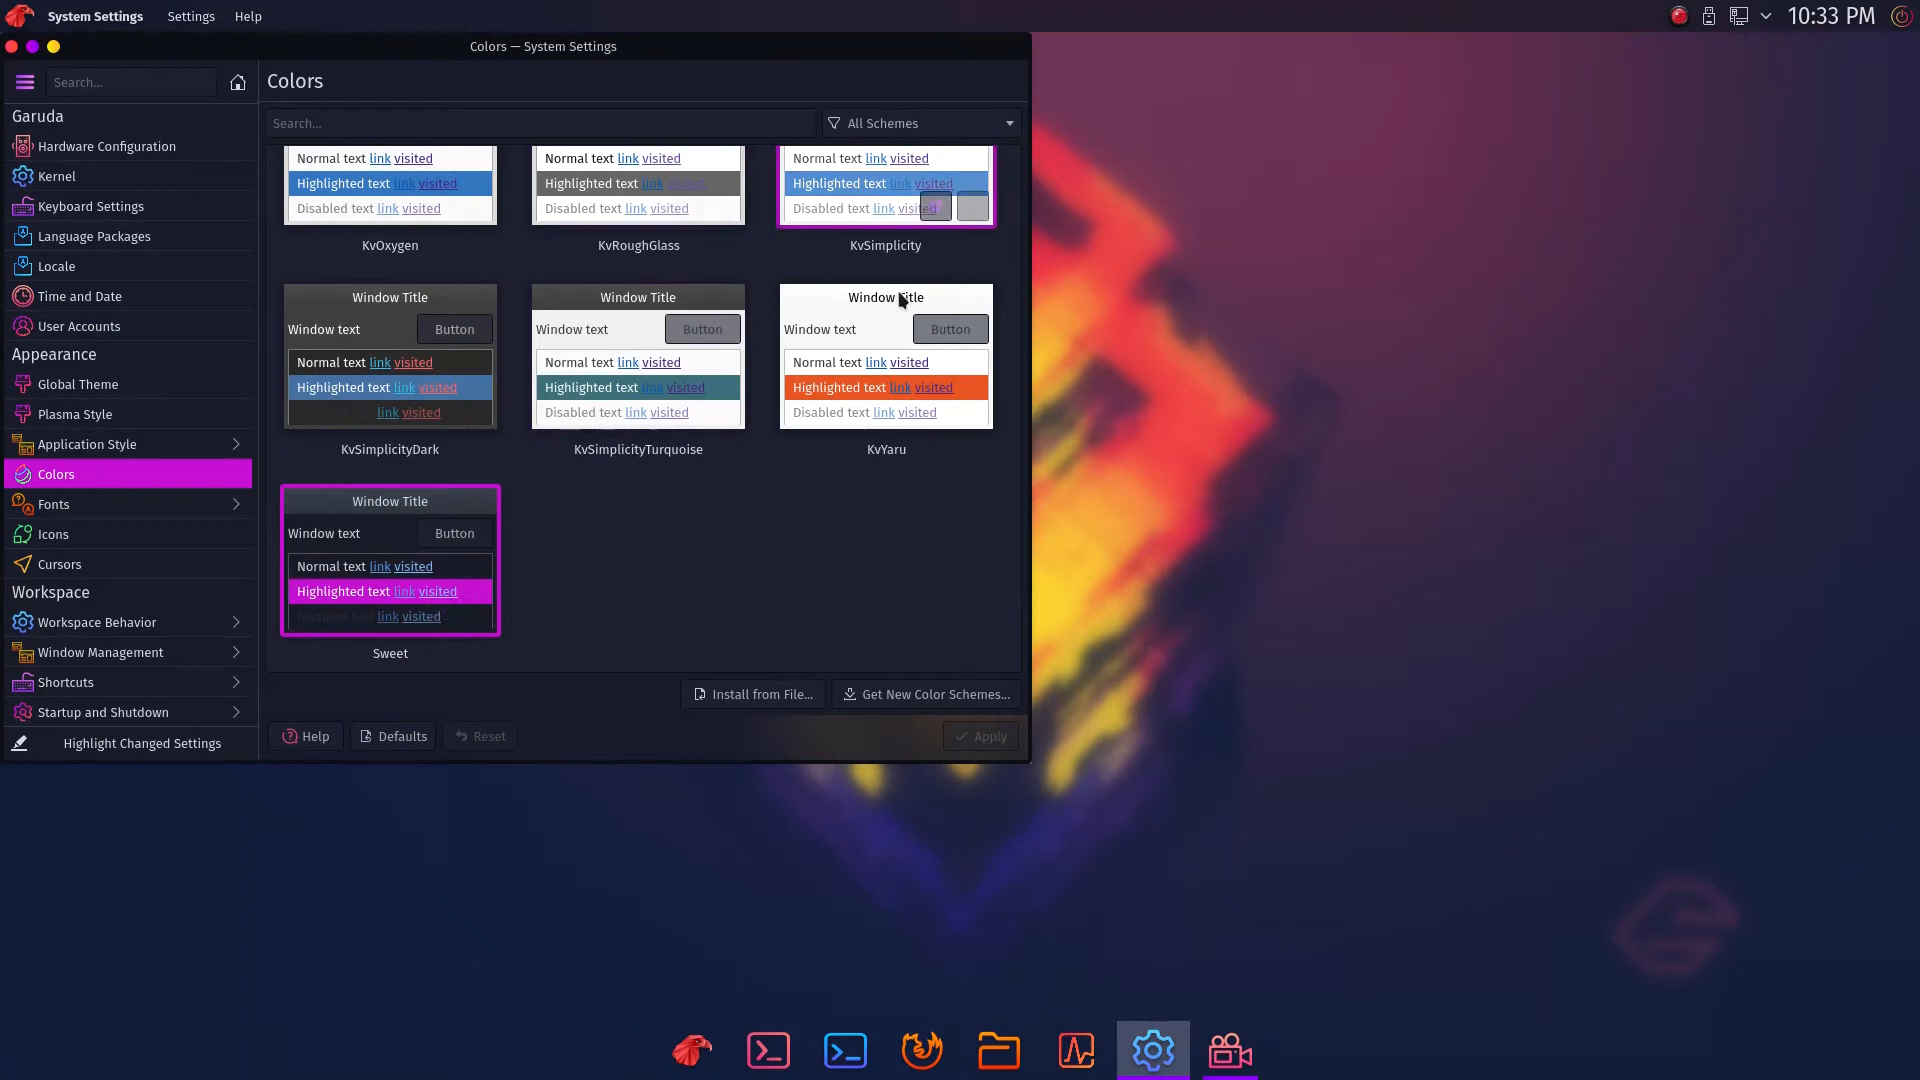 System Settings Settings Help 10:33 PM
Colors — System Settings
Search...
Garuda
Hardware Configuration
Kernel
Keyboard Settings
Language Packages
Locale
Time and Date
User Accounts
Appearance
Global Theme
Plasma Style
Application Style
Colors
Fonts
Icons
Cursors
Workspace
Workspace Behavior
Window Management
Shortcuts
Startup and Shutdown
Highlight Changed Settings
Colors
Search... All Schemes
Normal text link visited
Highlighted text link visited
Disabled text link visited
KvOxygen
Normal text link visited
Highlighted text link visited
Disabled text link visited
KvRoughGlass
Normal text link visited
Highlighted text link visited
Disabled text link visited
KvSimplicity
Window Title
Window text Button
Normal text link visited
Highlighted text link visited
link visited
KvSimplicityDark
Window Title
Window text Button
Normal text link visited
Highlighted text link visited
Disabled text link visited
KvSimplicityTurquoise
Window Title
Window text Button
Normal text link visited
Highlighted text link visited
Disabled text link visited
KvYaru
Window Title
Window text Button
Normal text link visited
Highlighted text link visited
Disabled text link visited
Sweet
Install from File... Get New Color Schemes...
Help Defaults Reset Apply